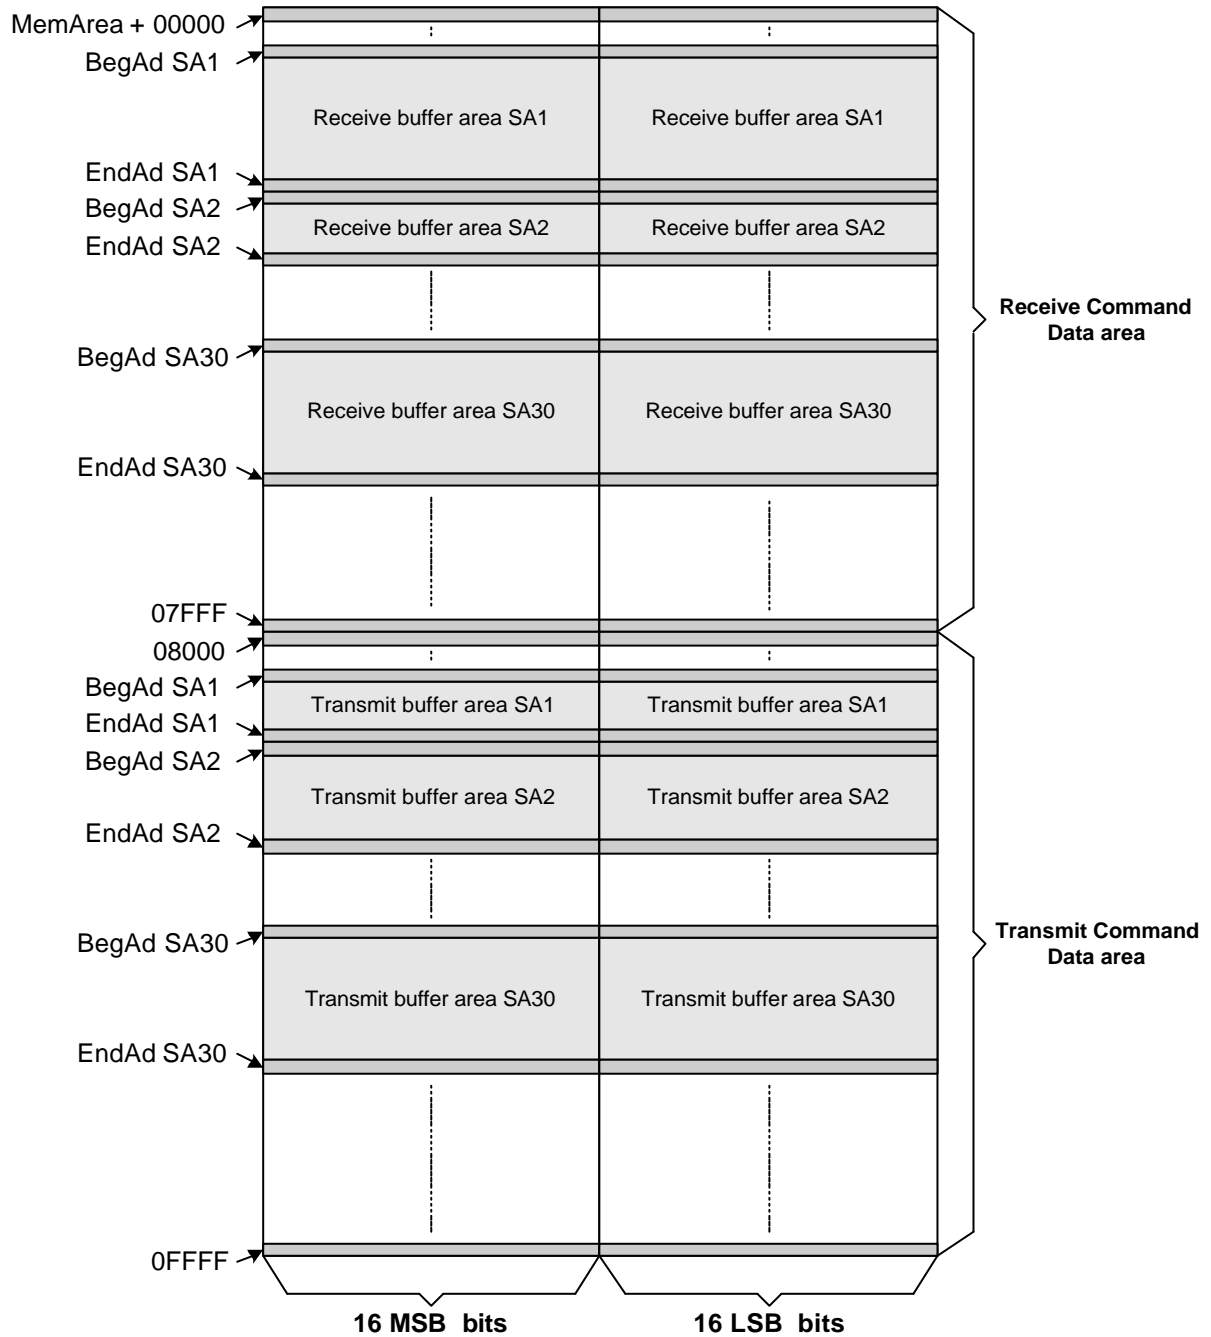 MemArea + 00000
BegAd SA1
Receive buffer area SA1 Receive buffer area SA1
EndAd SA1
BegAd SA2
Receive buffer area SA2 Receive buffer area SA2
EndAd SA2
Receive Command
Data area
BegAd SA30
Receive buffer area SA30 Receive buffer area SA30
EndAd SA30
07FFF
08000
BegAd SA1
Transmit buffer area SA1 Transmit buffer area SA1
EndAd SA1
BegAd SA2
Transmit buffer area SA2 Transmit buffer area SA2
EndAd SA2
BegAd SA30
Transmit Command
Data area
Transmit buffer area SA30 Transmit buffer area SA30
EndAd SA30
0FFFF
16 MSB bits 16 LSB bits